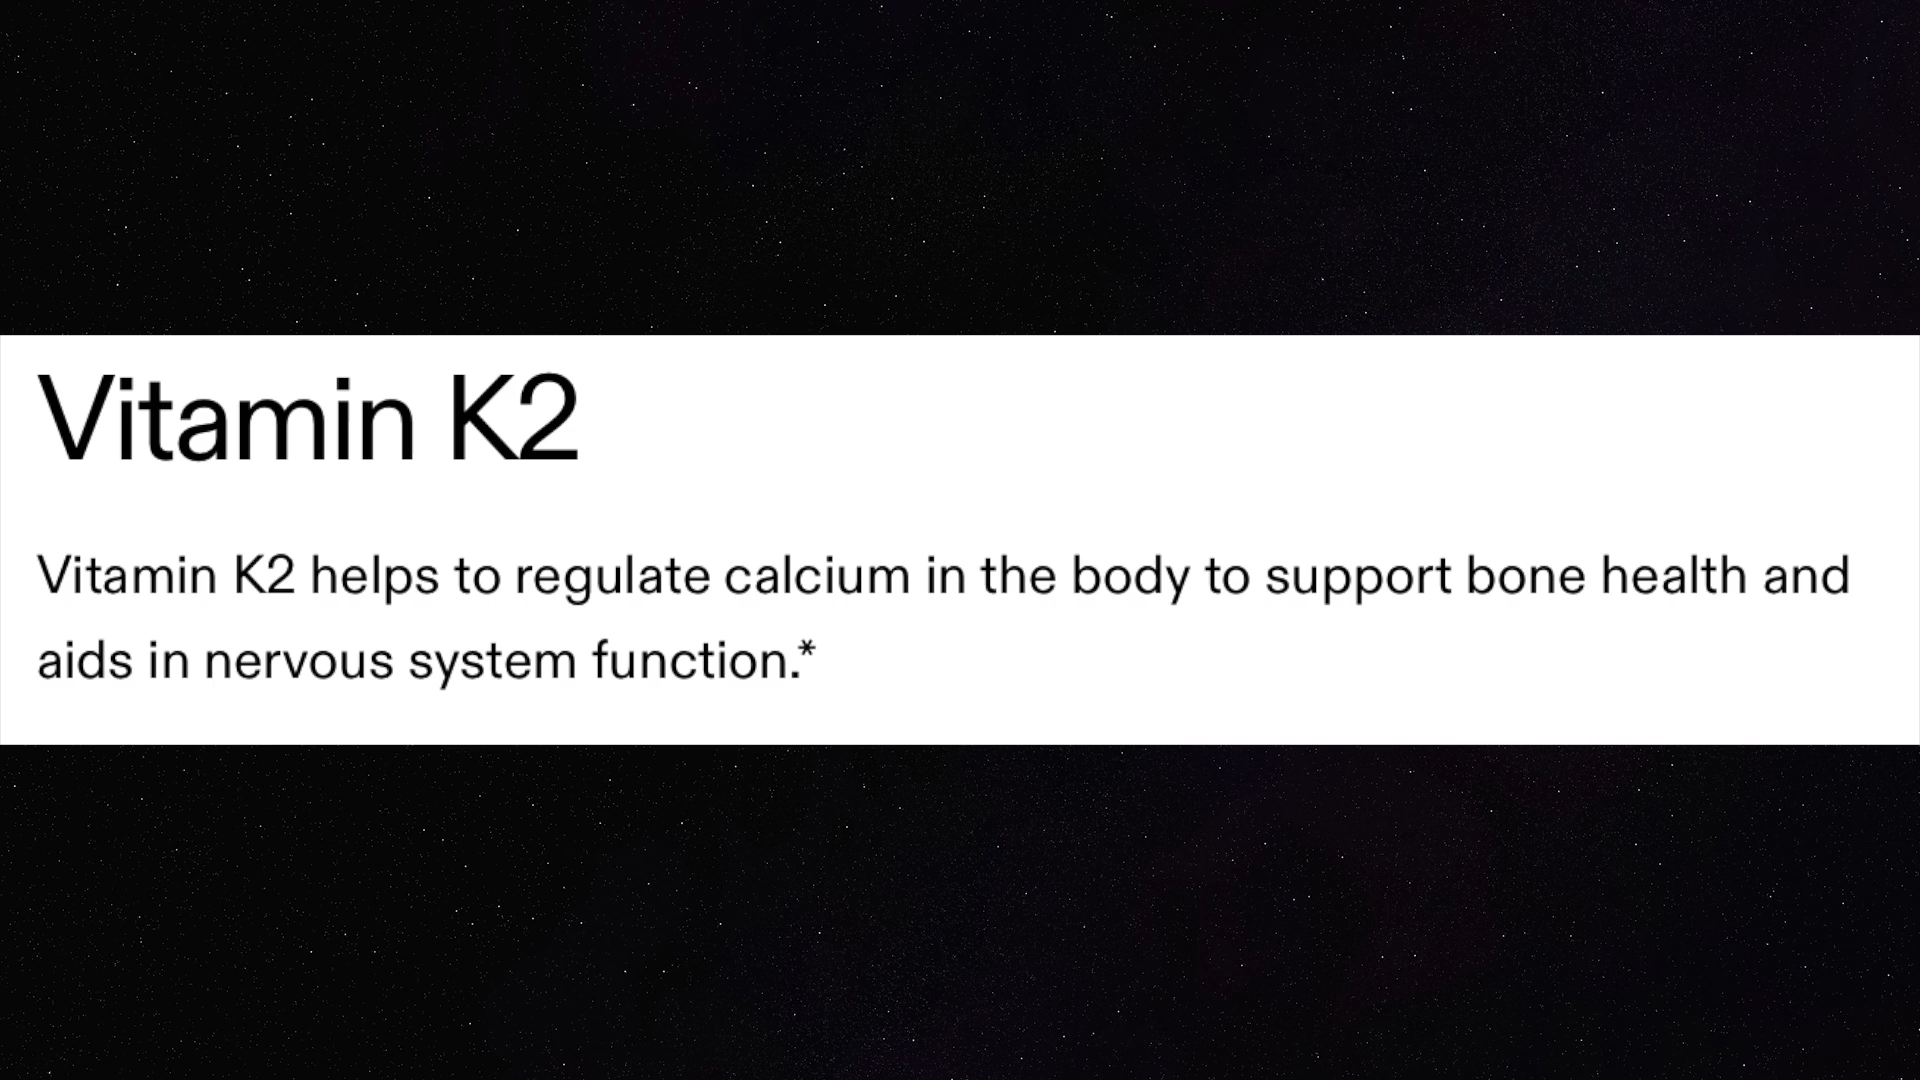 Vitamin K2
Vitamin K2 helps to regulate calcium in the body to support bone health and
aids in nervous system function.*